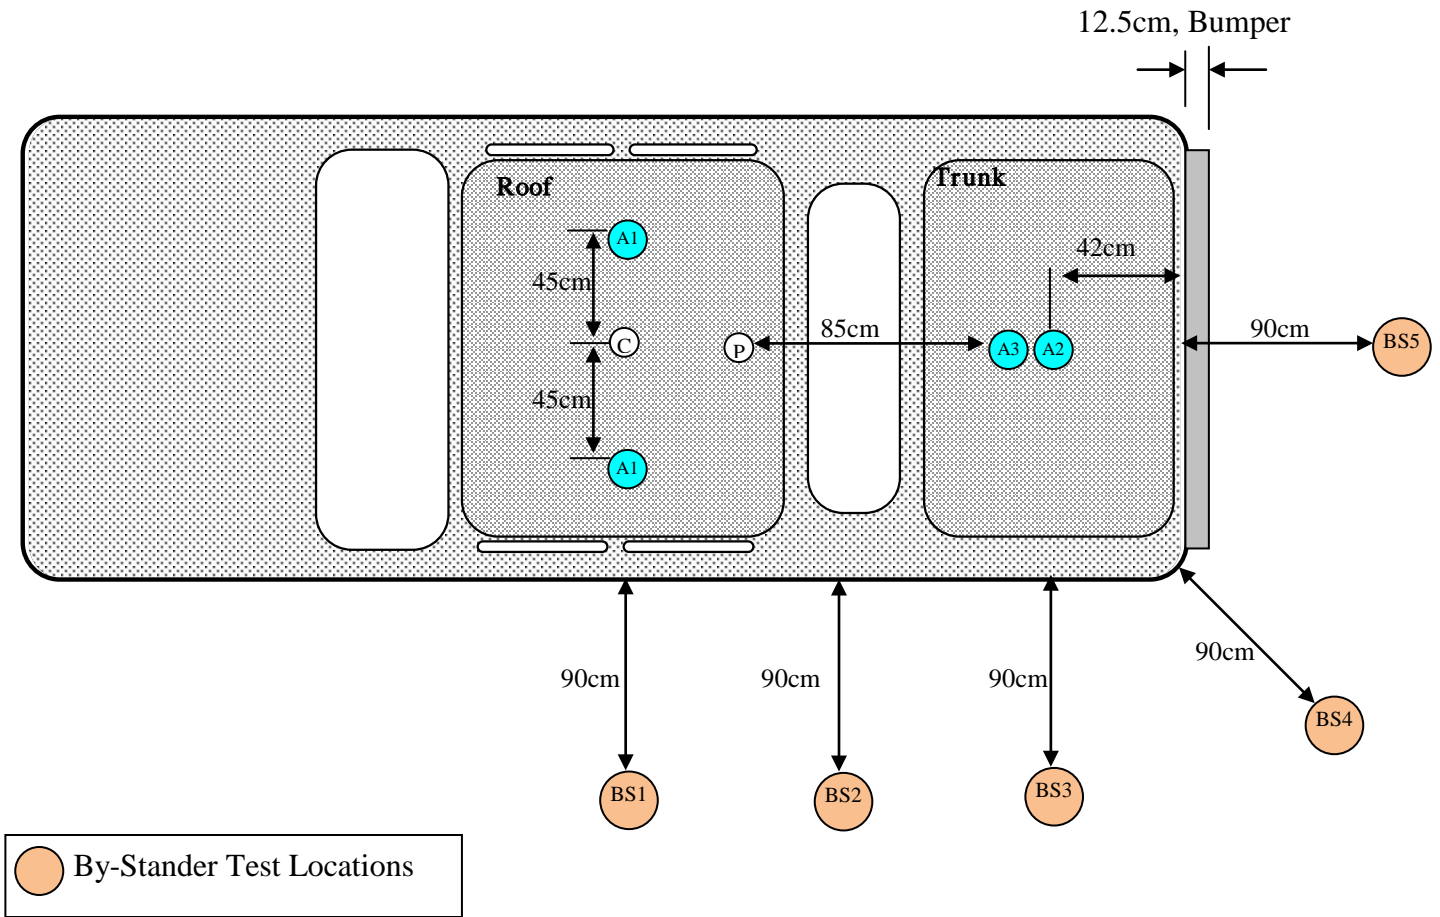 12.5cm, Bumper
Roof
Trunk
A1
42cm
45cm
85cm
90cm
C
P
A3
A2
BS5
45cm
A1
90cm
90cm
90cm
90cm
BS4
BS1
BS2
BS3
By-Stander Test Locations